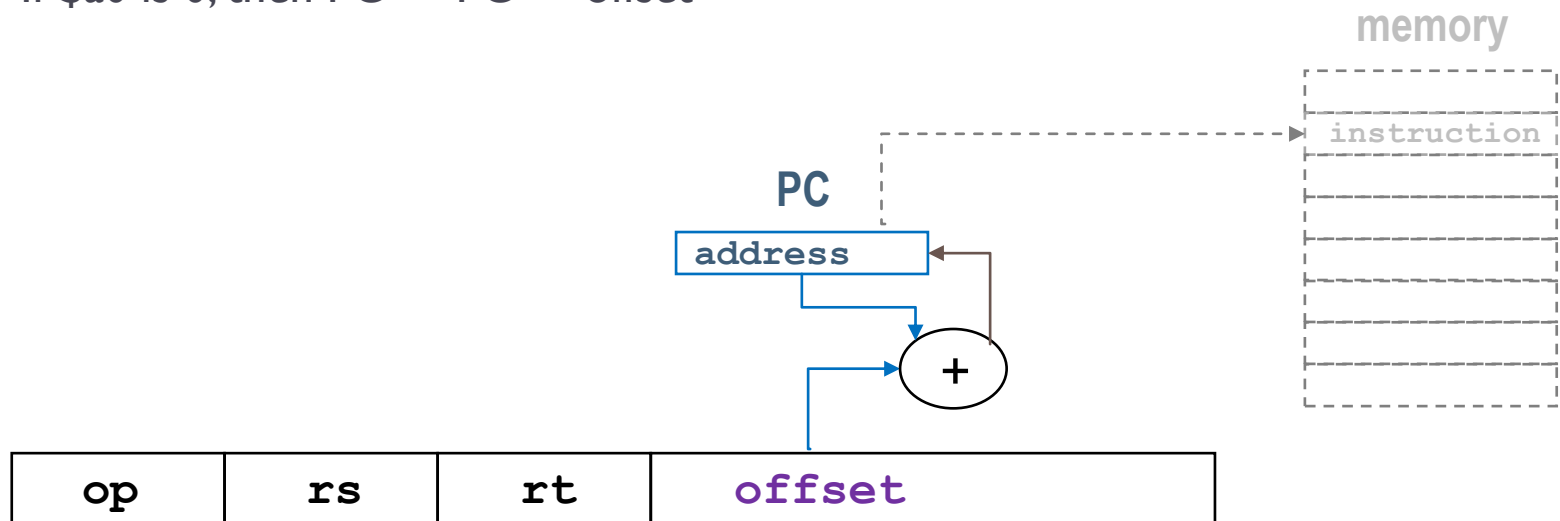 memory
instruction
PC
address
+
op rs rt offset